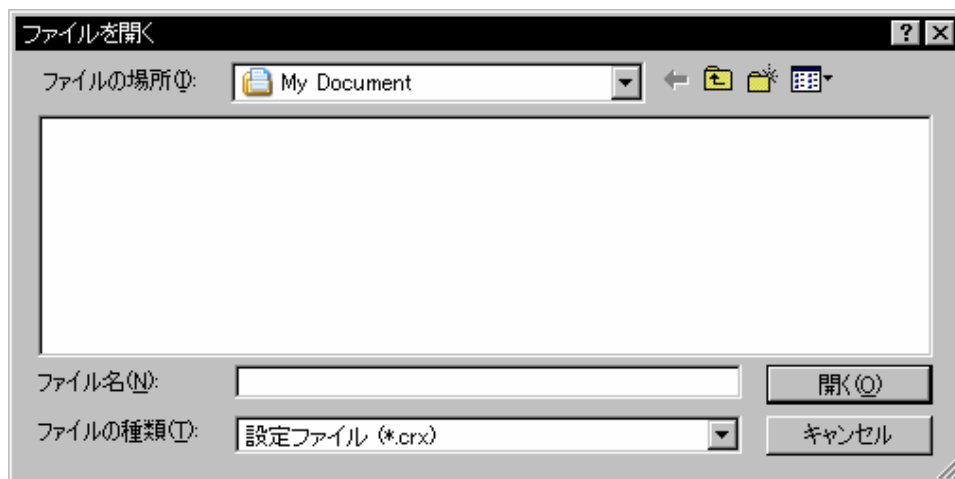 ファイルを開く
ファイルの場所(I):
My Document
ファイル名(N):
開く(O)
ファイルの種類(T):
設定ファイル (*.crx)
キャンセル